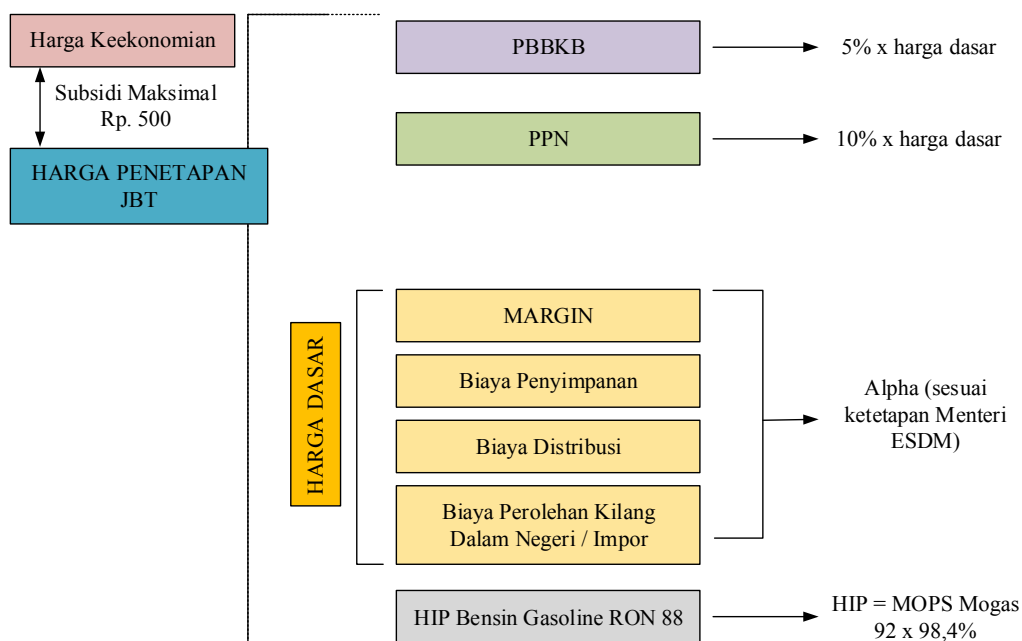 Harga Keekonomian
Subsidi Maksimal
Rp. 500
HARGA PENETAPAN
JBT
PBBKB
5% x harga dasar
PPN
10% x harga dasar
HARGA DASAR
MARGIN
Biaya Penyimpanan
Biaya Distribusi
Biaya Perolehan Kilang
Dalam Negeri / Impor
Alpha (sesuai
ketetapan Menteri
ESDM)
HIP Bensin Gasoline RON 88
HIP = MOPS Mogas
92 x 98,4%